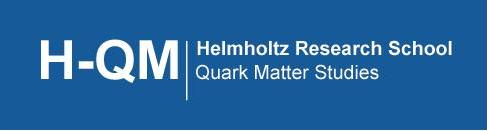 H-QM
Helmholtz Research School
Quark Matter Studies